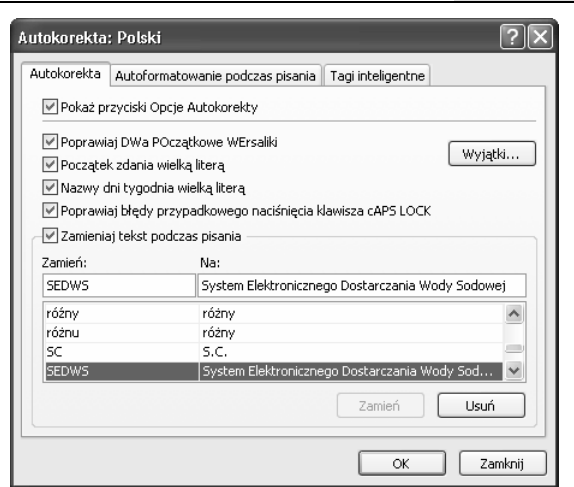 Autokorekta: Polski
Autokorekta Autoformatowanie podczas pisania Tagi inteligentne
Pokaż przyciski Opcje Autokorekty
Poprawiaj DWa POczątkowe WErsaliki
Wyjątki...
Początek zdania wielką literą
Nazwy dni tygodnia wielką literą
Poprawiaj błędy przypadkowego naciśnięcia klawisza cAPS LOCK
Zamieniaj tekst podczas pisania
Zamień: Na:
SEDWS System Elektronicznego Dostarczania Wody Sodowej
różny różny
różnu różny
SC S.C.
SEDWS System Elektronicznego Dostarczania Wody Sod...
Zamień Usuń
OK Zamknij